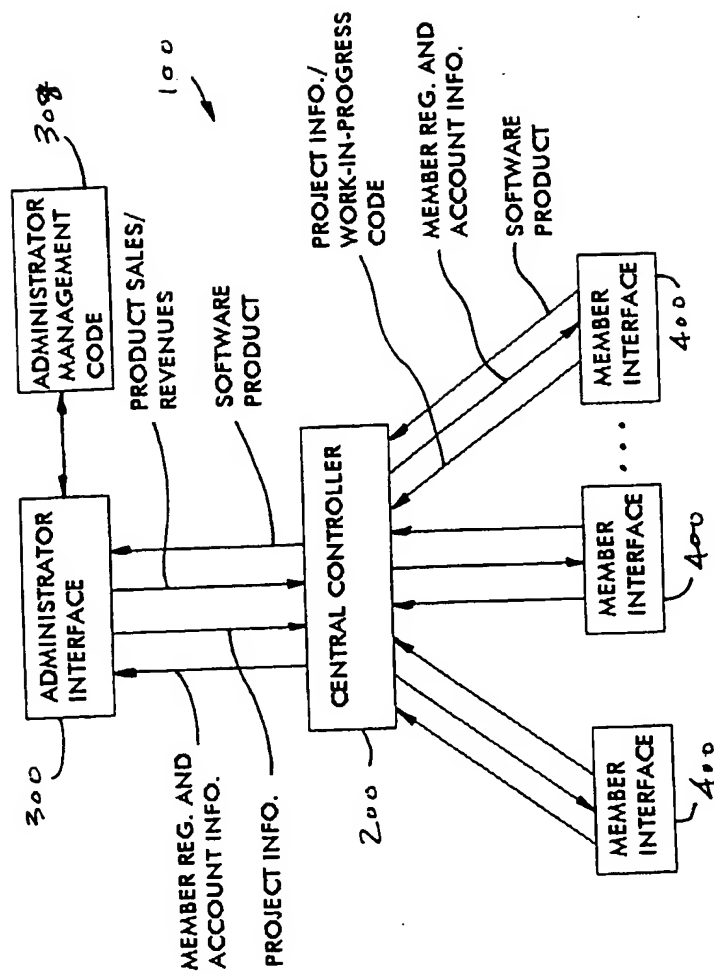 100
308
ADMINISTRATOR
MANAGEMENT
CODE
300
ADMINISTRATOR
INTERFACE
PRODUCT SALES/
REVENUES
SOFTWARE
PRODUCT
MEMBER REG. AND
ACCOUNT INFO.
PROJECT INFO.
200
CENTRAL CONTROLLER
PROJECT INFO./
WORK-IN-PROGRESS
CODE
MEMBER REG. AND
ACCOUNT INFO.
SOFTWARE
PRODUCT
MEMBER
INTERFACE
400
MEMBER
INTERFACE
400
...
MEMBER
INTERFACE
400